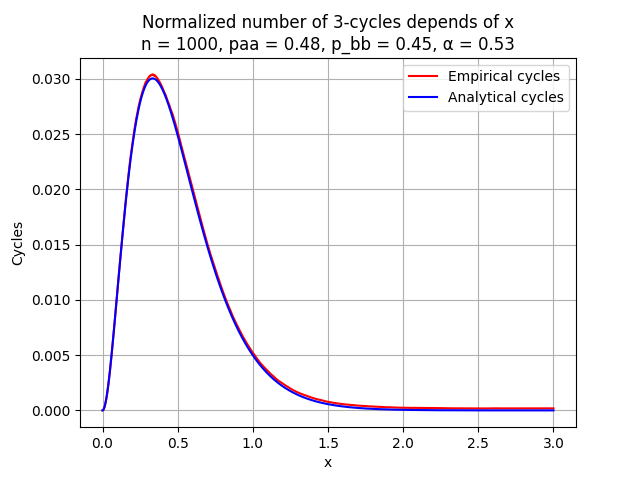 Normalized number of 3-cycles depends of x
n = 1000, paa = 0.48, p_bb = 0.45, α = 0.53
Empirical cycles
Analytical cycles
Cycles
0.030
0.025
0.020
0.015
0.010
0.005
0.000
0.0 0.5 1.0 1.5 2.0 2.5 3.0
x